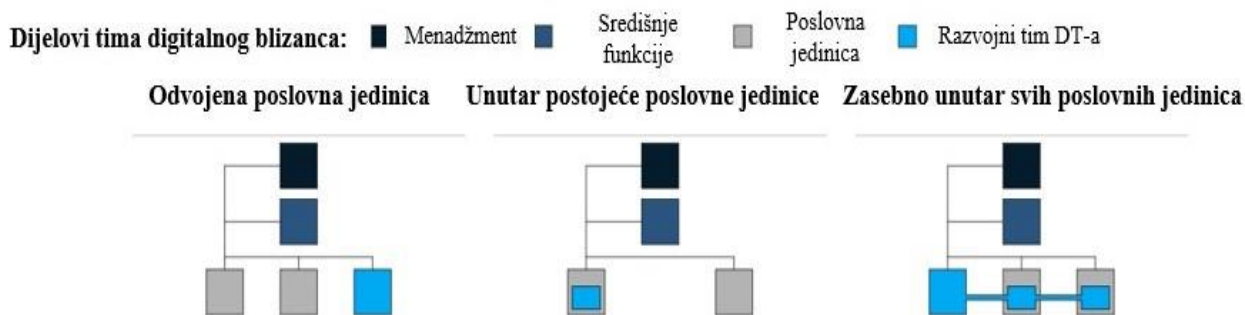 Dijelovi tima digitalnog blizanca: Menadžment Središnje funkcije Poslovna jedinica Razvojni tim DT-a
Odvojena poslovna jedinica Unutar postojeće poslovne jedinice Zasebno unutar svih poslovnih jedinica